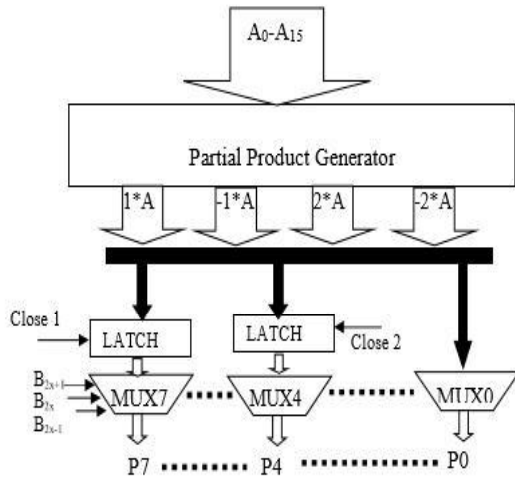 A₀-A₁₅
Partial Product Generator
1*A -1*A 2*A -2*A
Close 1
LATCH
LATCH
Close 2
B₂ₓ₊₁
B₂ₓ
B₂ₓ₋₁
MUX7
MUX4
MUX0
P7
P4
P0